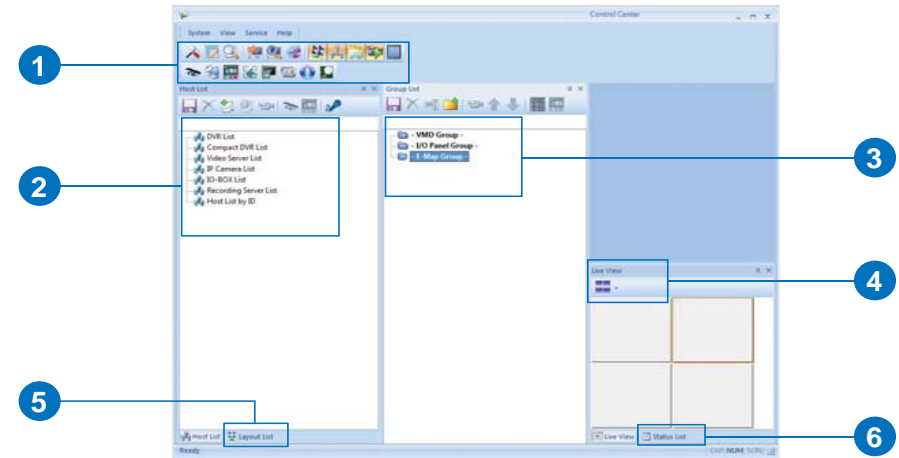 Control Center
System View Service Help
1
Host List
Group List
DVR List
Compact DVR List
Video Server List
IP Camera List
IO-BOX List
Recording Server List
Host List by ID
2
- VMD Group -
- I/O Panel Group -
- E-Map Group -
3
Live View
4
5
Host List Layout List
Live View Status List
6
Ready
CAP NUM SCRL